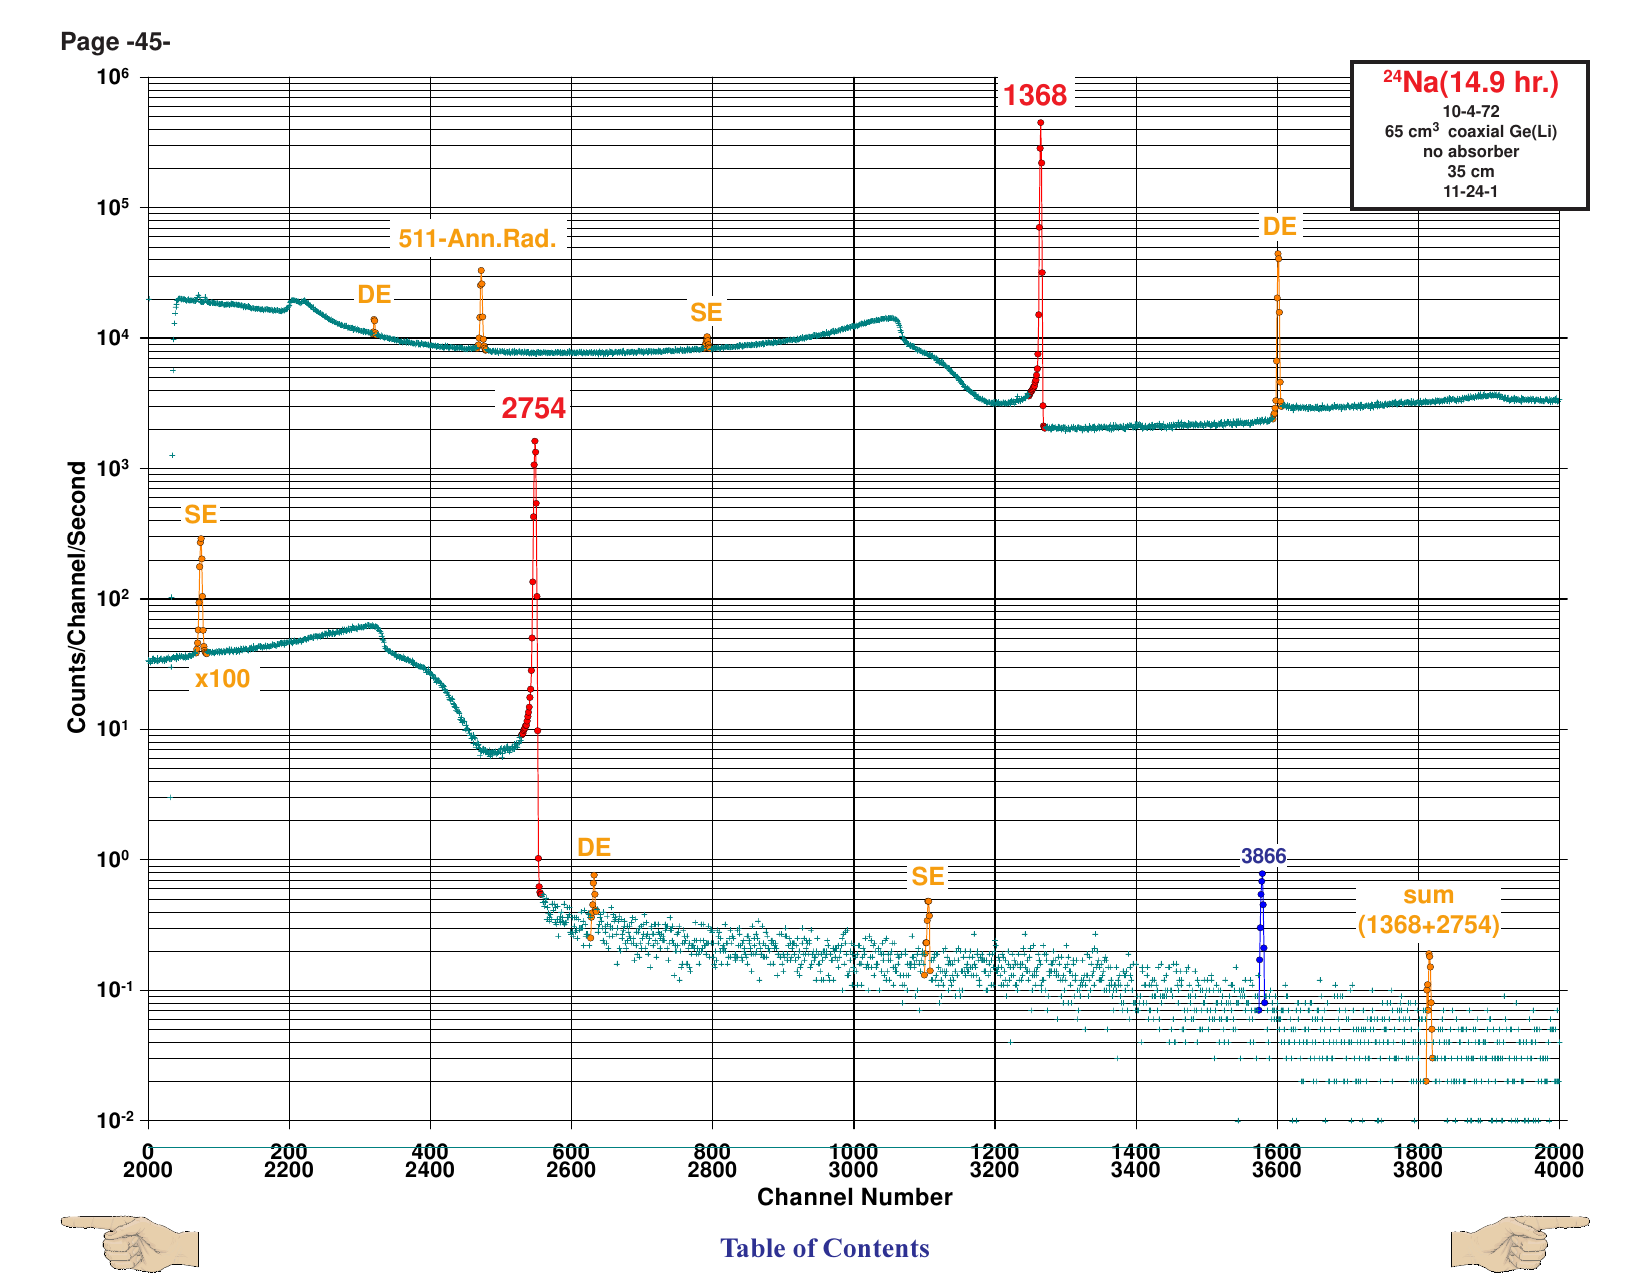 Page -45-
10⁶
10⁵
10⁴
10³
10²
10¹
10⁰
10⁻¹
10⁻²
Counts/Channel/Second
²⁴Na(14.9 hr.)
10-4-72
65 cm³ coaxial Ge(Li)
no absorber
35 cm
11-24-1
1368
DE
511-Ann.Rad.
DE
SE
2754
SE
x100
DE
SE
3866
sum
(1368+2754)
0 200 400 600 800 1000 1200 1400 1600 1800 2000
2000 2200 2400 2600 2800 3000 3200 3400 3600 3800 4000
Channel Number
Table of Contents